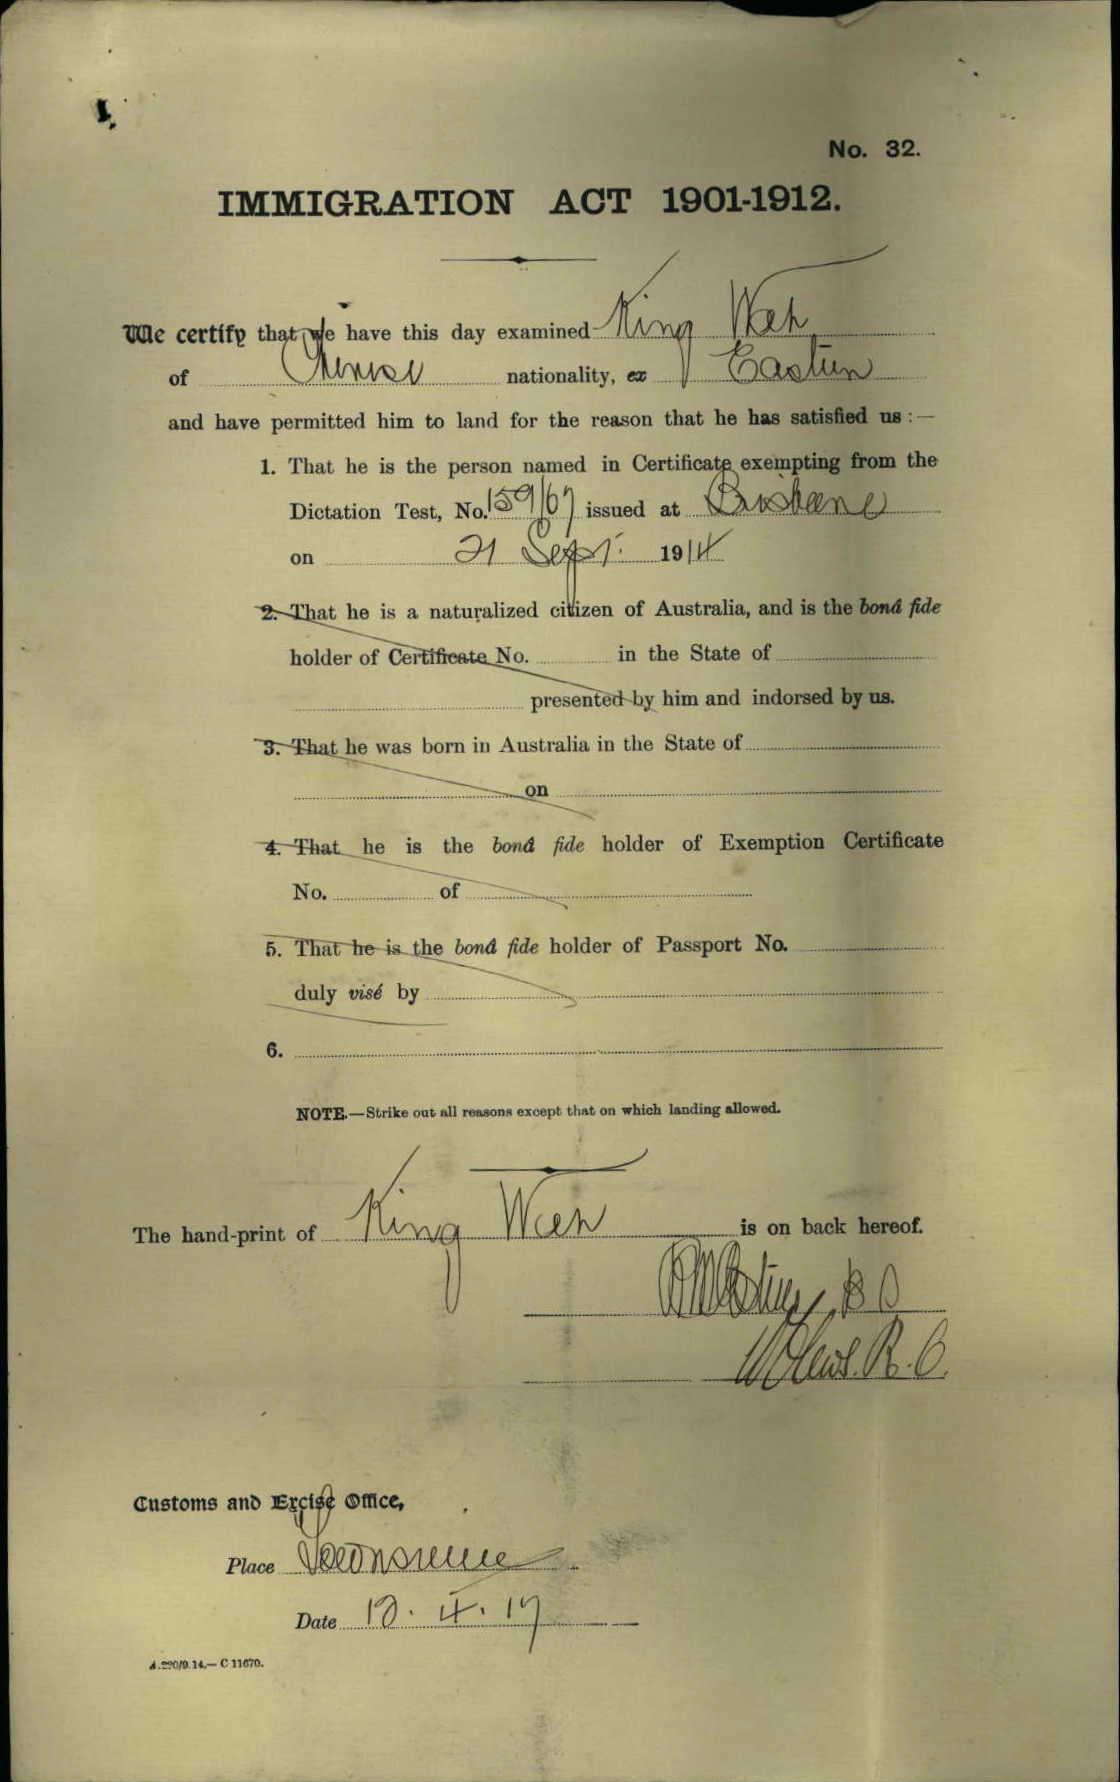 No. 32.
IMMIGRATION ACT 1901-1912.
We certify that we have this day examined King Wah
of Chinese nationality, ex Eastern
and have permitted him to land for the reason that he has satisfied us :—
1. That he is the person named in Certificate exempting from the
Dictation Test, No. 159/67 issued at Brisbane
on 21 Sept. 1914
2. That he is a naturalized citizen of Australia, and is the bonâ fide
holder of Certificate No. in the State of
presented by him and indorsed by us.
3. That he was born in Australia in the State of
on
4. That he is the bonâ fide holder of Exemption Certificate
No. of
5. That he is the bonâ fide holder of Passport No.
duly visé by
6.
NOTE.—Strike out all reasons except that on which landing allowed.
The hand-print of King Wah is on back hereof.
Customs and Excise Office,
Place Townsville
Date 12. 4. 17
A.290/9.14.—C 11670.